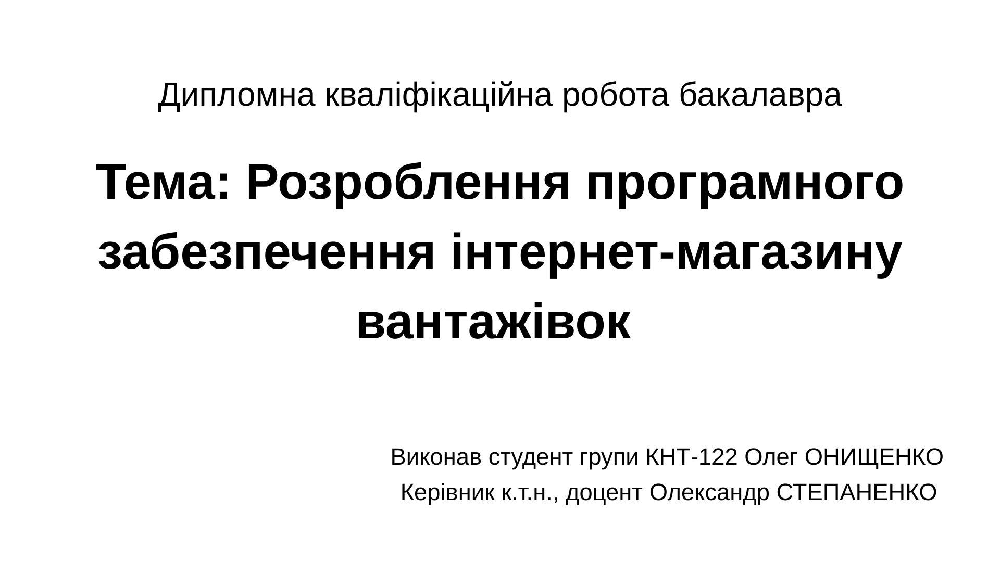 Дипломна кваліфікаційна робота бакалавра
Тема: Розроблення програмного
забезпечення інтернет-магазину
вантажівок
Виконав студент групи КНТ-122 Олег ОНИЩЕНКО
Керівник к.т.н., доцент Олександр СТЕПАНЕНКО